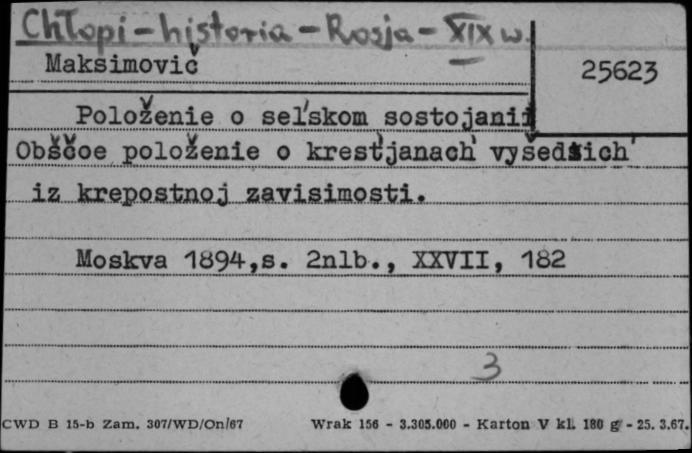 Chłopi - historia - Rosja - XIX w.
Maksimovič
25623
Položenie o sel'skom sostojanii
Obščoe položenie o krest'janach vyšedšich
iz krepostnoj zavisimosti.
Moskva 1894,s. 2nlb., XXVII, 182
3
CWD B 15-b Zam. 307/WD/On/67
Wrak 156 - 3.305.000 - Karton V kl. 180 g - 25. 3.67.